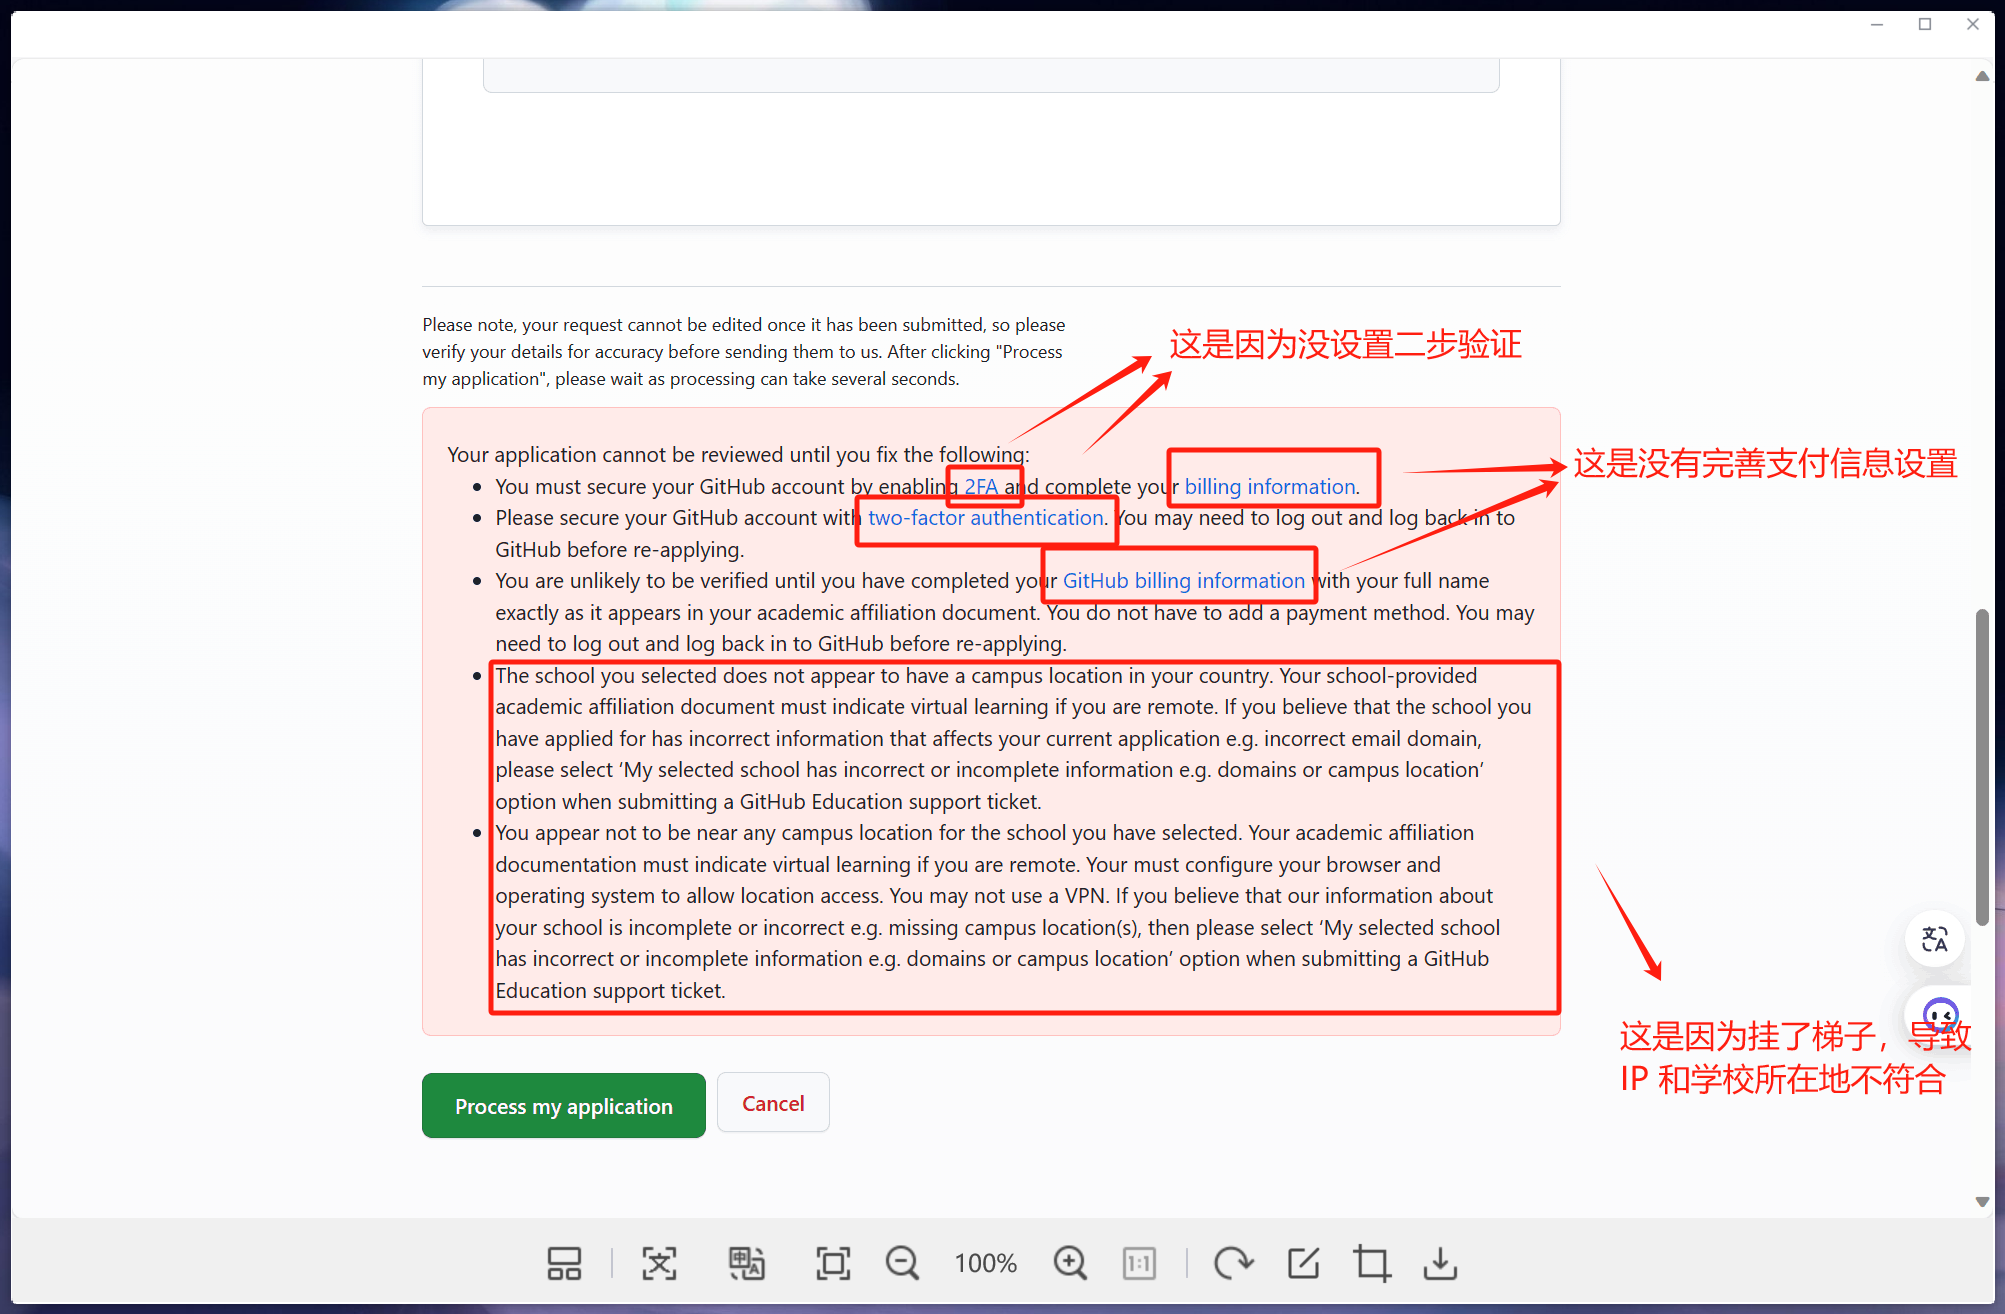 Please note, your request cannot be edited once it has been submitted, so please
verify your details for accuracy before sending them to us. After clicking "Process
my application", please wait as processing can take several seconds.
这是因为没设置二步验证
Your application cannot be reviewed until you fix the following:
You must secure your GitHub account by enabling 2FA and complete your billing information.
这是没有完善支付信息设置
Please secure your GitHub account with two-factor authentication. You may need to log out and log back in to
GitHub before re-applying.
You are unlikely to be verified until you have completed your GitHub billing information with your full name
exactly as it appears in your academic affiliation document. You do not have to add a payment method. You may
need to log out and log back in to GitHub before re-applying.
The school you selected does not appear to have a campus location in your country. Your school-provided
academic affiliation document must indicate virtual learning if you are remote. If you believe that the school you
have applied for has incorrect information that affects your current application e.g. incorrect email domain,
please select ‘My selected school has incorrect or incomplete information e.g. domains or campus location’
option when submitting a GitHub Education support ticket.
You appear not to be near any campus location for the school you have selected. Your academic affiliation
documentation must indicate virtual learning if you are remote. Your must configure your browser and
operating system to allow location access. You may not use a VPN. If you believe that our information about
your school is incomplete or incorrect e.g. missing campus location(s), then please select ‘My selected school
has incorrect or incomplete information e.g. domains or campus location’ option when submitting a GitHub
Education support ticket.
这是因为挂了梯子，导致
IP 和学校所在地不符合
Process my application
Cancel
100%
1:1